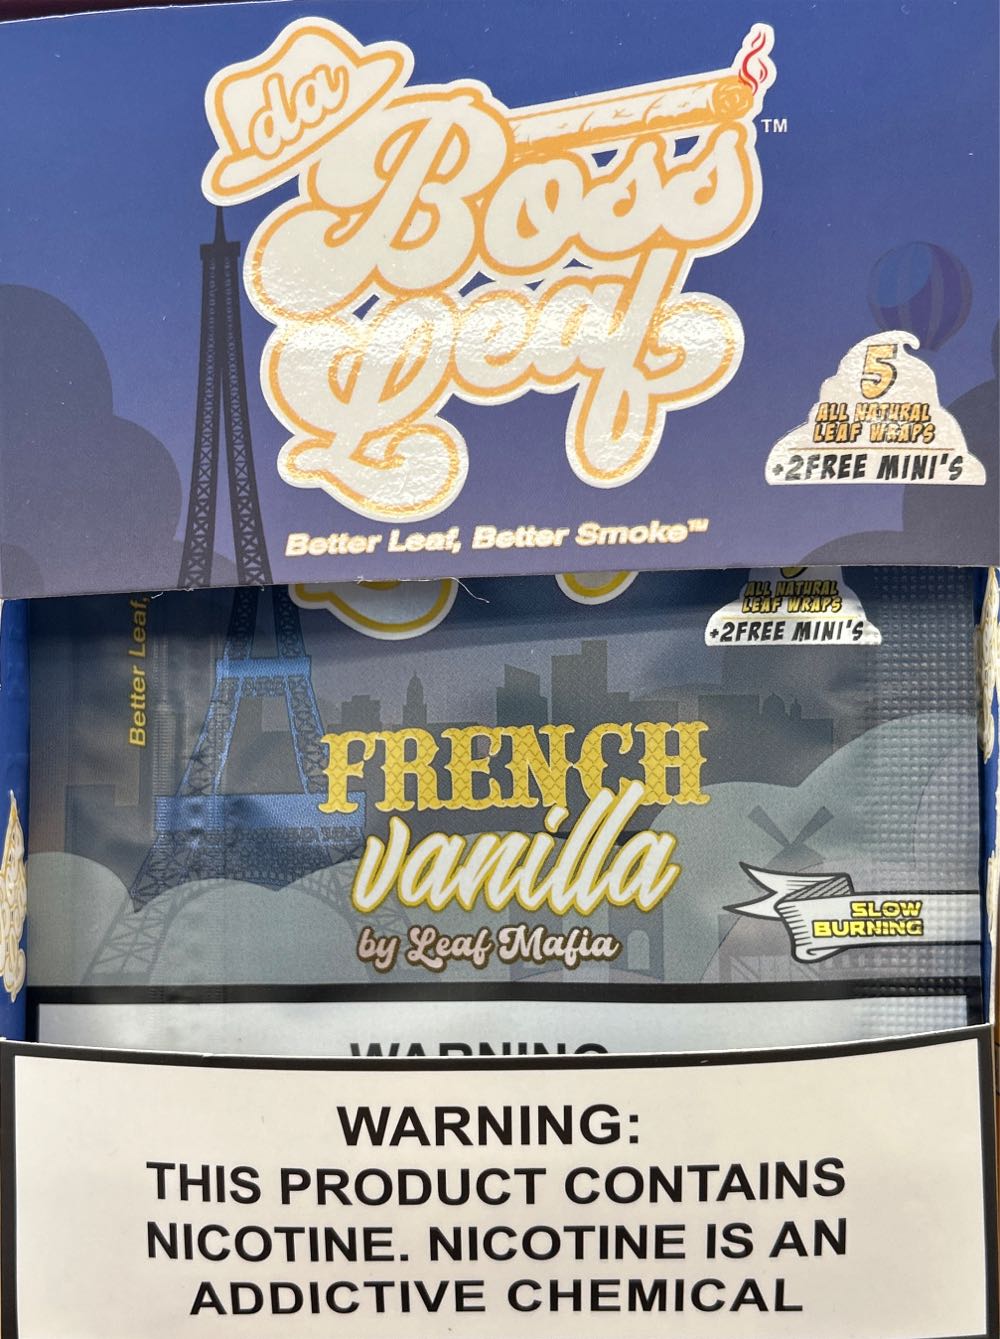 da
Boss
Leaf
TM
5
ALL NATURAL
LEAF WRAPS
+2FREE MINI'S
Better Leaf, Better Smoke™
ALL NATURAL
LEAF WRAPS
+2FREE MINI'S
Better Leaf,
FRENCH
vanilla
by Leaf Mafia
SLOW
BURNING
WARNING:
WARNING:
THIS PRODUCT CONTAINS
NICOTINE. NICOTINE IS AN
ADDICTIVE CHEMICAL